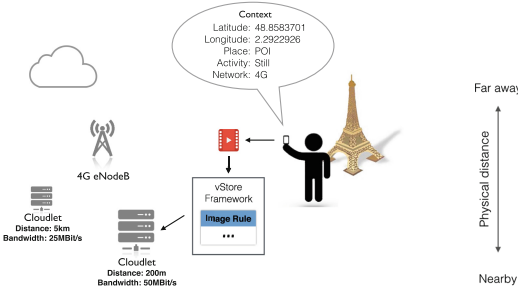 Context
Latitude: 48.8583701
Longitude: 2.2922926
Place: POI
Activity: Still
Network: 4G
Far away
4G eNodeB
Physical distance
vStore
Framework
Image Rule
...
Cloudlet
Distance: 5km
Bandwidth: 25MBit/s
Cloudlet
Distance: 200m
Bandwidth: 50MBit/s
Nearby